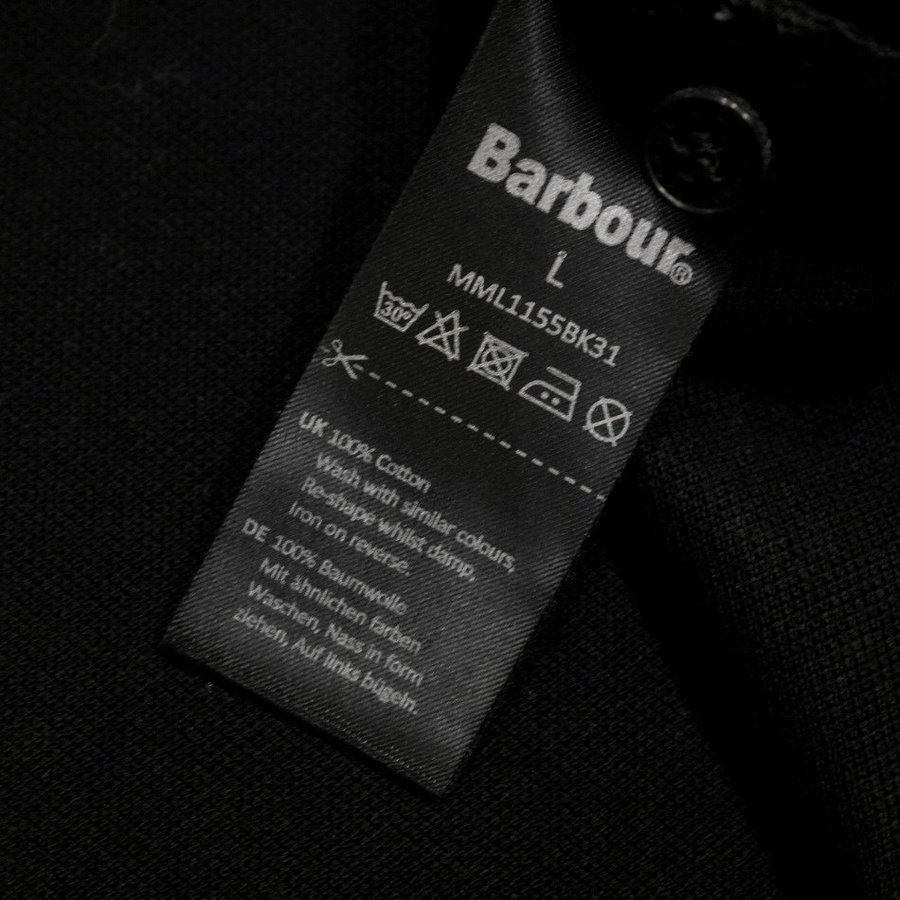 Barbour®
L
MML1155BK31
30°
UK 100% Cotton
Wash with similar colours,
Re-shape whilst damp,
Iron on reverse.
DE 100% Baumwolle
Mit ähnlichen farben
Waschen, Nass in form
ziehen, Auf links bügeln.